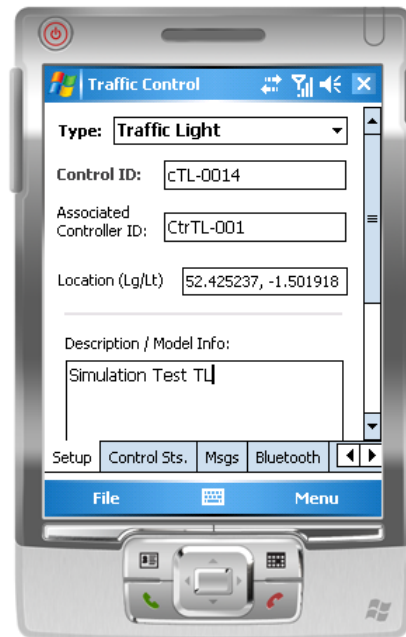 Traffic Control
Type: Traffic Light
Control ID: cTL-0014
Associated
Controller ID: CtrTL-001
Location (Lg/Lt) 52.425237, -1.501918
Description / Model Info:
Simulation Test TL
Setup Control Sts. Msgs Bluetooth
File Menu